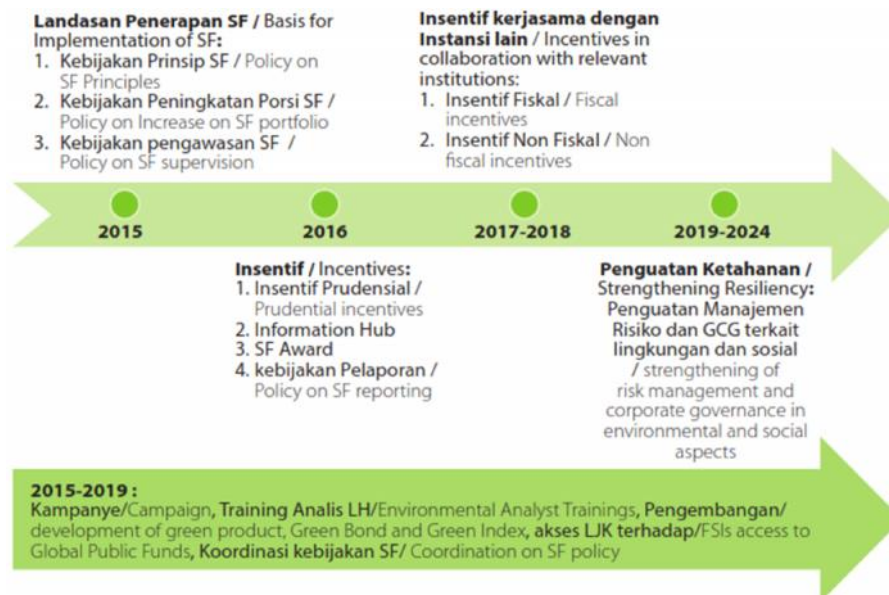 Landasan Penerapan SF / Basis for
Implementation of SF:
1. Kebijakan Prinsip SF / Policy on
SF Principles
2. Kebijakan Peningkatan Porsi SF /
Policy on Increase on SF portfolio
3. Kebijakan pengawasan SF /
Policy on SF supervision
Insentif kerjasama dengan
Instansi lain / Incentives in
collaboration with relevant
institutions:
1. Insentif Fiskal / Fiscal
incentives
2. Insentif Non Fiskal / Non
fiscal incentives
2015
2016
2017-2018
2019-2024
Insentif / Incentives:
1. Insentif Prudensial /
Prudential incentives
2. Information Hub
3. SF Award
4. kebijakan Pelaporan /
Policy on SF reporting
Penguatan Ketahanan /
Strengthening Resiliency:
Penguatan Manajemen
Risiko dan GCG terkait
lingkungan dan sosial
/ strengthening of
risk management and
corporate governance in
environmental and social
aspects
2015-2019 :
Kampanye/Campaign, Training Analis LH/Environmental Analyst Trainings, Pengembangan/
development of green product, Green Bond and Green Index, akses LJK terhadap/FSIs access to
Global Public Funds, Koordinasi kebijakan SF/ Coordination on SF policy